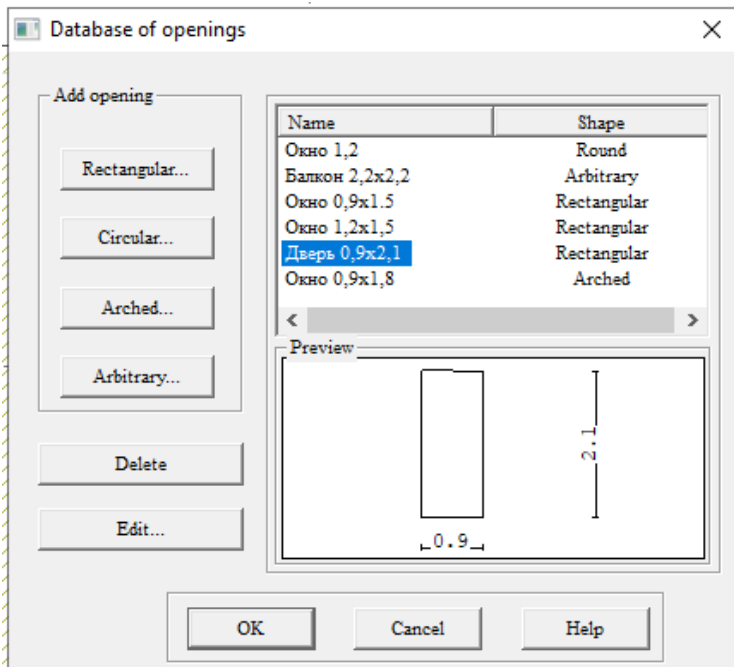 Database of openings
Add opening
Rectangular...
Circular...
Arched...
Arbitrary...
Delete
Edit...
Name Shape
Окно 1,2 Round
Балкон 2,2x2,2 Arbitrary
Окно 0,9x1.5 Rectangular
Окно 1,2x1,5 Rectangular
Дверь 0,9x2,1 Rectangular
Окно 0,9x1,8 Arched
Preview
2.1
0.9
OK Cancel Help